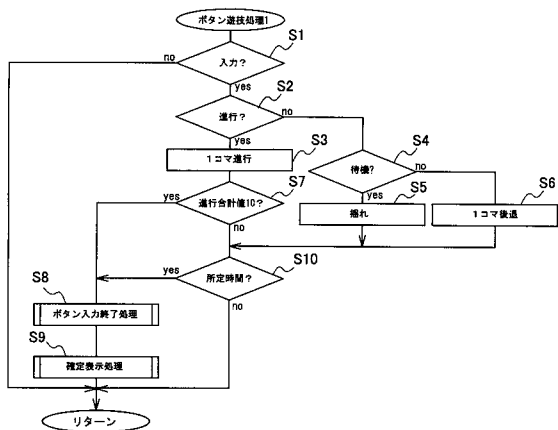 ボタン遊技処理1
S1
入力?
no
yes
S2
進行?
no
yes
S3
1コマ進行
S4
待機?
no
yes
S5
揺れ
S6
1コマ後退
S7
進行合計値10?
yes
no
S10
所定時間?
yes
no
S8
ボタン入力終了処理
S9
確定表示処理
リターン